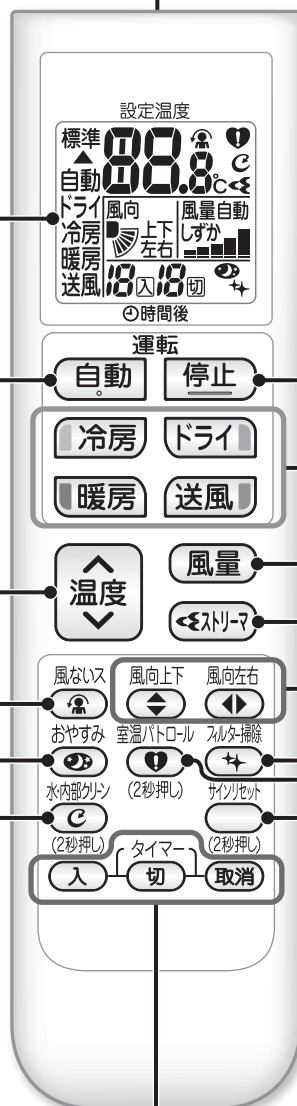 設定温度
標準
▲
自動
88.8℃
ドライ
冷房
暖房
送風
風向
上下
左右
風量自動
しずか
18入18切
時間後
運転
自動 停止
冷房 ドライ
暖房 送風
温度
風量
ストリーマ
風ないス 風向上下 風向左右
おやすみ 室温パトロール フィルター掃除
水内部クリーン (2秒押し) サインリセット
(2秒押し) タイマー (2秒押し)
入 切 取消